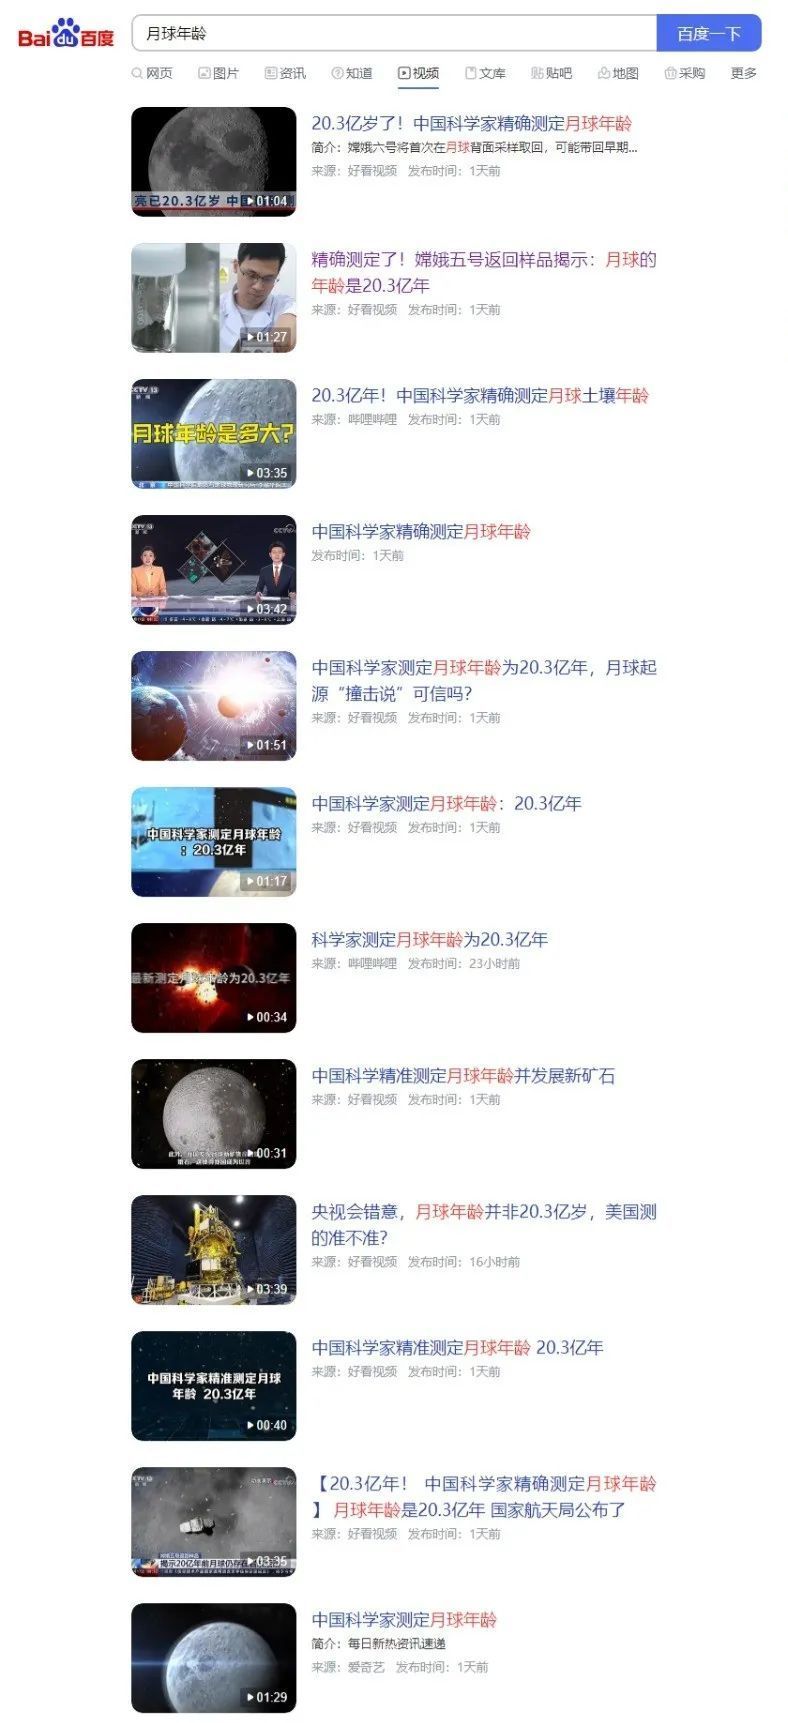 Bai du 百度
月球年龄
百度一下
网页 图片 资讯 知道 视频 文库 贴吧 地图 采购 更多
亮已20.3亿岁 中国
01:04
20.3亿岁了！中国科学家精确测定月球年龄
简介：嫦娥六号将首次在月球背面采样取回，可能带回早期...
来源：好看视频 发布时间：1天前
01:27
精确测定了！嫦娥五号返回样品揭示：月球的
年龄是20.3亿年
来源：好看视频 发布时间：1天前
CCTV 13
新闻
月球年龄是多大?
03:35
20.3亿年！中国科学家精确测定月球土壤年龄
来源：哔哩哔哩 发布时间：1天前
CCTV 13
新闻
CCTV
03:42
中国科学家精确测定月球年龄
发布时间：1天前
01:51
中国科学家测定月球年龄为20.3亿年，月球起
源“撞击说”可信吗？
来源：好看视频 发布时间：1天前
中国科学家测定月球年龄
：20.3亿年
01:17
中国科学家测定月球年龄：20.3亿年
来源：好看视频 发布时间：1天前
最新测定月球年龄为20.3亿年
00:34
科学家测定月球年龄为20.3亿年
来源：哔哩哔哩 发布时间：23小时前
00:31
中国科学精准测定月球年龄并发展新矿石
来源：好看视频 发布时间：1天前
03:39
央视会错意，月球年龄并非20.3亿岁，美国测
的准不准？
来源：好看视频 发布时间：16小时前
中国科学家精准测定月球
年龄 20.3亿年
00:40
中国科学家精准测定月球年龄 20.3亿年
来源：好看视频 发布时间：1天前
CCTV 13
新闻
CCTV
揭示20亿年前月球仍存在
03:35
【20.3亿年！ 中国科学家精确测定月球年龄
】 月球年龄是20.3亿年 国家航天局公布了
来源：好看视频 发布时间：1天前
01:29
中国科学家测定月球年龄
简介：每日新热资讯速递
来源：爱奇艺 发布时间：1天前